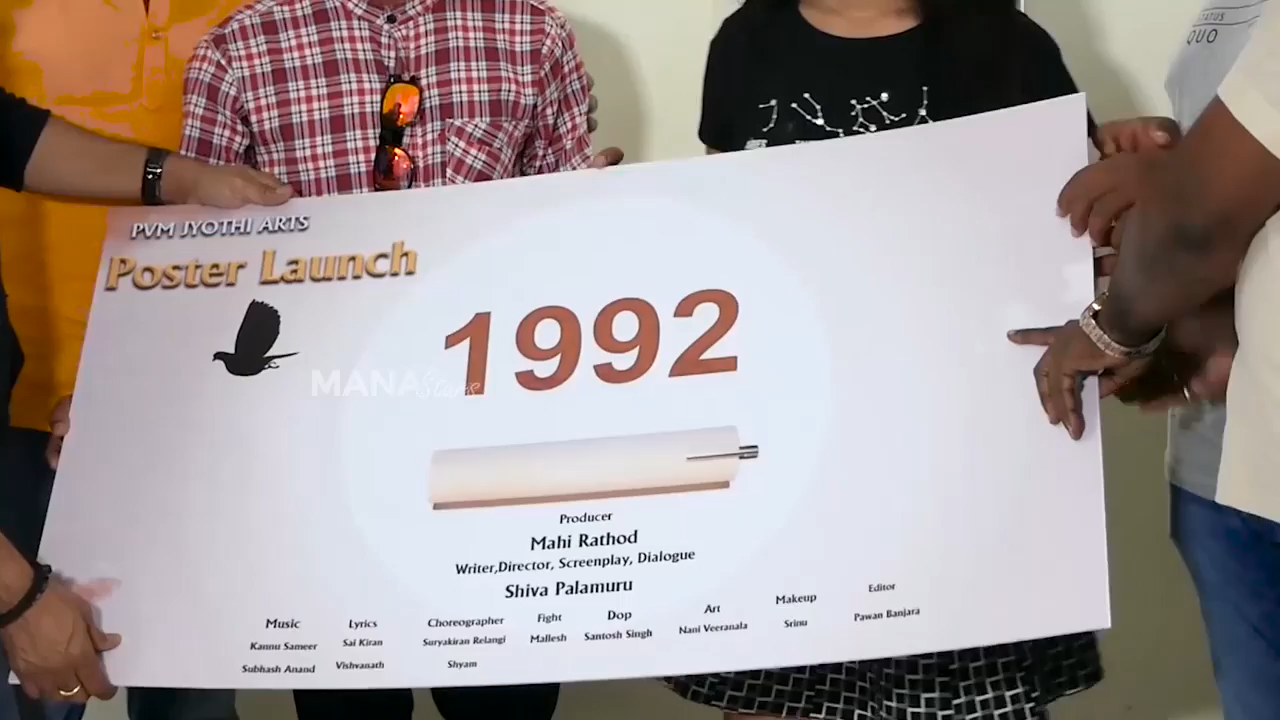 STATUS
QUO
PVM JYOTHI ARTS
Poster Launch
1992
MANA Stars
Producer
Mahi Rathod
Writer,Director, Screenplay, Dialogue
Shiva Palamuru
Music Lyrics Choreographer Fight Dop Art Makeup Editor
Kannu Sameer Sai Kiran Suryakiran Relangi Mallesh Santosh Singh Nani Veeranala Srinu Pawan Banjara
Subhash Anand Vishvanath Shyam